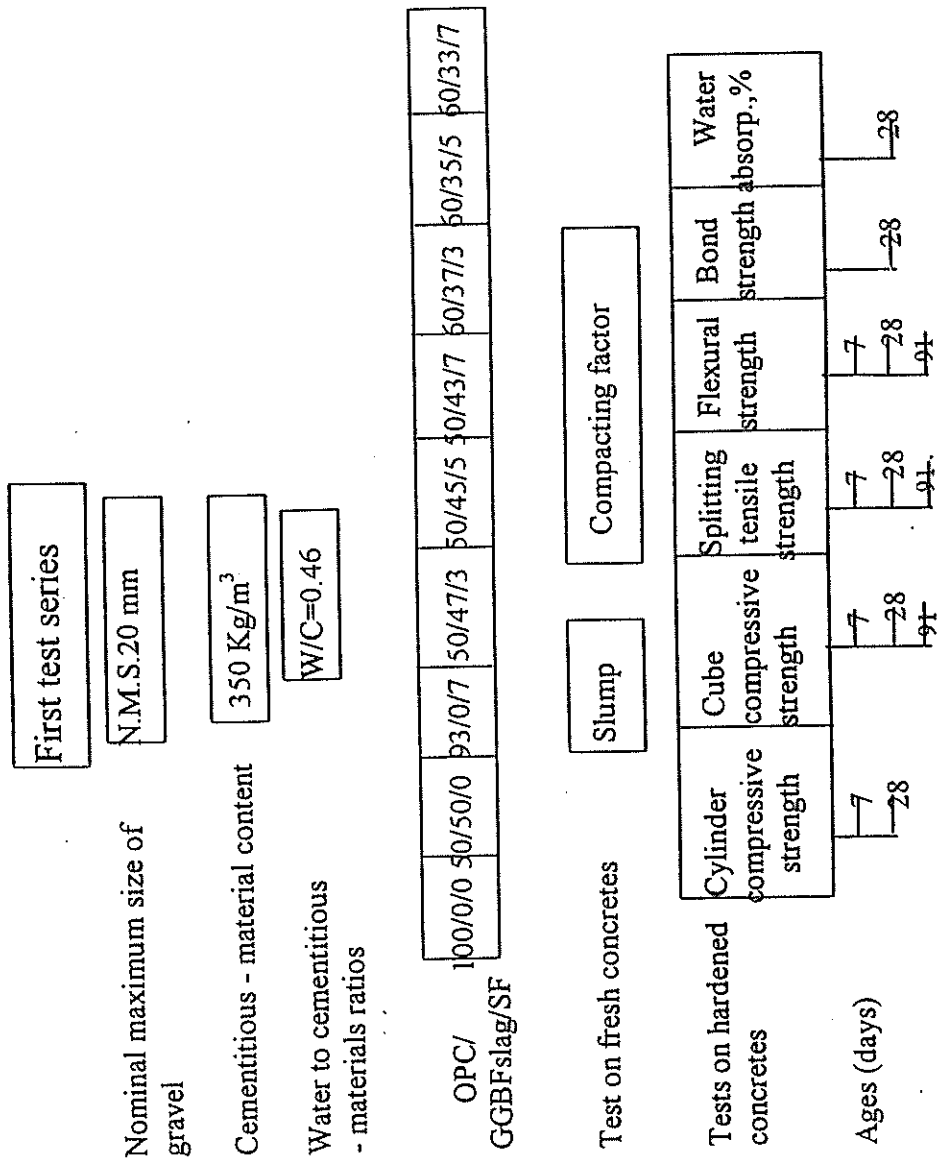 First test series
Nominal maximum size of
gravel
N.M.S.20 mm
Cementitious - material content
350 Kg/m³
Water to cementitious
- materials ratios
W/C=0.46
OPC/
GGBFslag/SF
100/0/0 50/50/0 93/0/7 50/47/3 50/45/5 50/43/7 60/37/3 60/35/5 60/33/7
Test on fresh concretes
Slump
Compacting factor
Tests on hardened
concretes
Cylinder
compressive
strength
Cube
compressive
strength
Splitting
tensile
strength
Flexural
strength
Bond
strength
Water
absorp.,%
Ages (days)
7
28
7
28
91
7
28
91
7
28
91
28
28